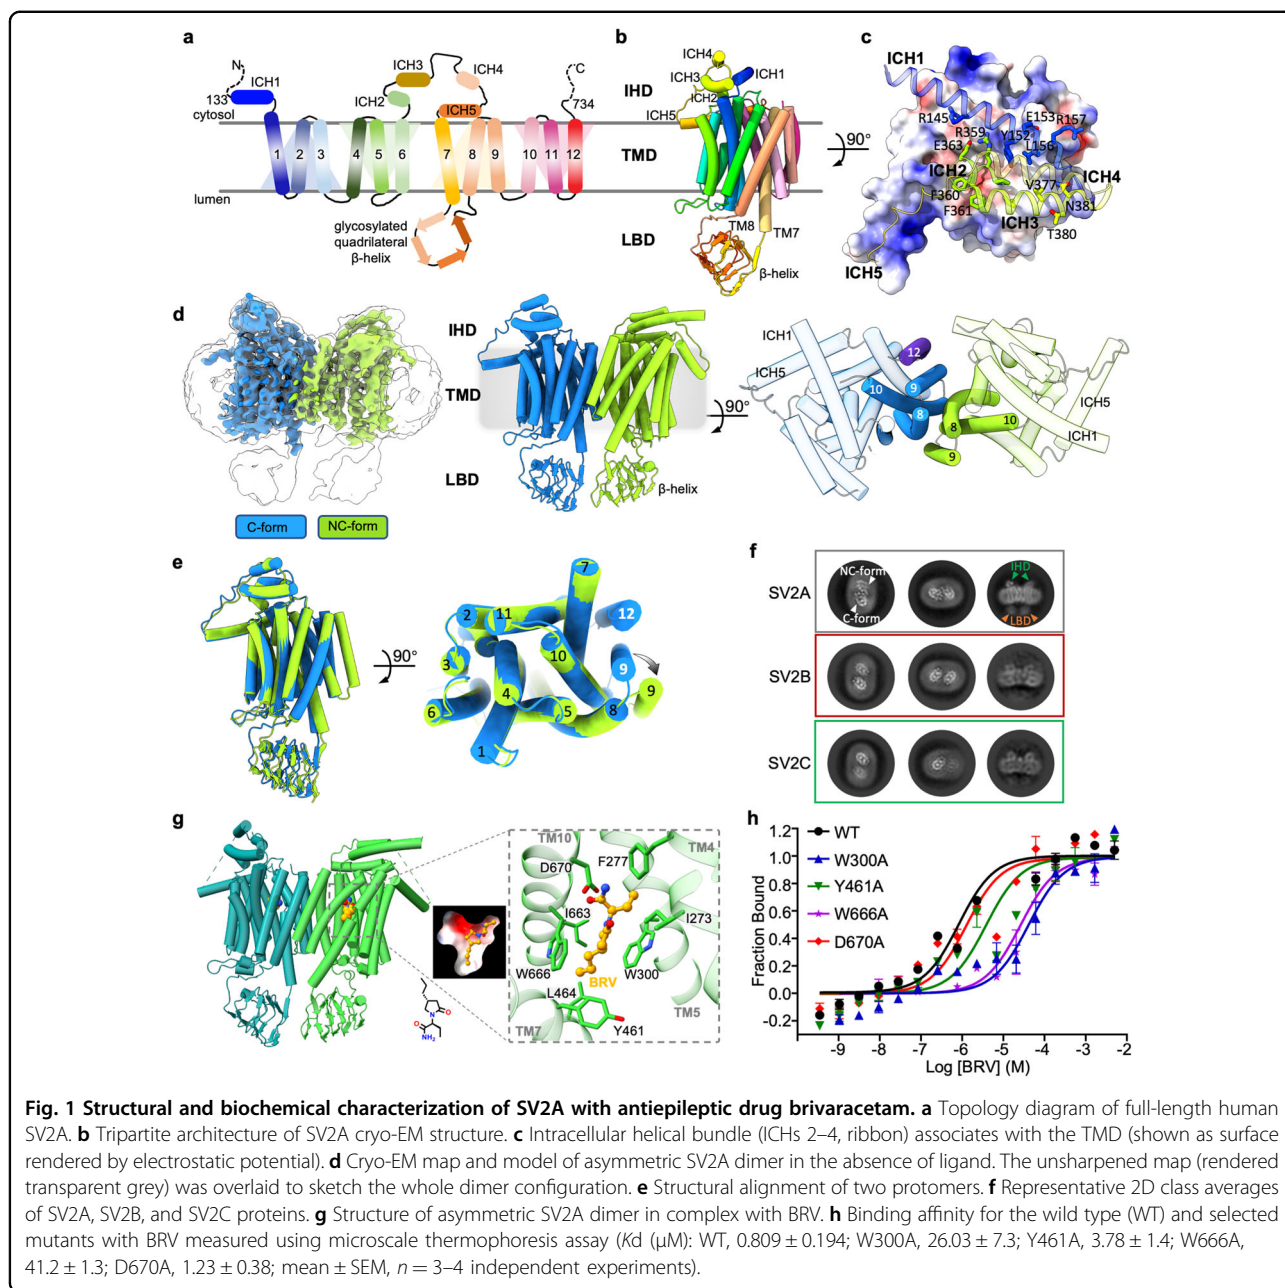 a
N
ICH1
133
cytosol
ICH2
ICH3
ICH4
ICH5
C
734
1 2 3 4 5 6 7 8 9 10 11 12
lumen
glycosylated
quadrilateral
β-helix
b
IHD
TMD
LBD
ICH4
ICH3
ICH1
ICH2
ICH5
TM8
TM7
β-helix
90°
c
ICH1
R145
R359
E363
Y152
E153
R157
L156
ICH2
ICH4
V377
F360
F361
N381
ICH3
T380
ICH5
d
IHD
TMD
LBD
β-helix
90°
ICH1
ICH5
12
10
9
8
8
10
9
ICH5
ICH1
C-form
NC-form
e
90°
7
2
11
12
3
10
9
4
9
6
5
8
1
f
SV2A
NC-form
C-form
IHD
LBD
SV2B
SV2C
g
NH₂
O
N
O
TM10
F277
TM4
D670
I663
I273
W666
W300
BRV
L464
TM7
Y461
TM5
h
Fraction Bound
1.2
1.0
0.8
0.6
0.4
0.2
0.0
-0.2
WT
W300A
Y461A
W666A
D670A
-9 -8 -7 -6 -5 -4 -3 -2
Log [BRV] (M)
Fig. 1 Structural and biochemical characterization of SV2A with antiepileptic drug brivaracetam. a Topology diagram of full-length human
SV2A. b Tripartite architecture of SV2A cryo-EM structure. c Intracellular helical bundle (ICHs 2–4, ribbon) associates with the TMD (shown as surface
rendered by electrostatic potential). d Cryo-EM map and model of asymmetric SV2A dimer in the absence of ligand. The unsharpened map (rendered
transparent grey) was overlaid to sketch the whole dimer configuration. e Structural alignment of two protomers. f Representative 2D class averages
of SV2A, SV2B, and SV2C proteins. g Structure of asymmetric SV2A dimer in complex with BRV. h Binding affinity for the wild type (WT) and selected
mutants with BRV measured using microscale thermophoresis assay (Kd (μM): WT, 0.809 ± 0.194; W300A, 26.03 ± 7.3; Y461A, 3.78 ± 1.4; W666A,
41.2 ± 1.3; D670A, 1.23 ± 0.38; mean ± SEM, n = 3–4 independent experiments).